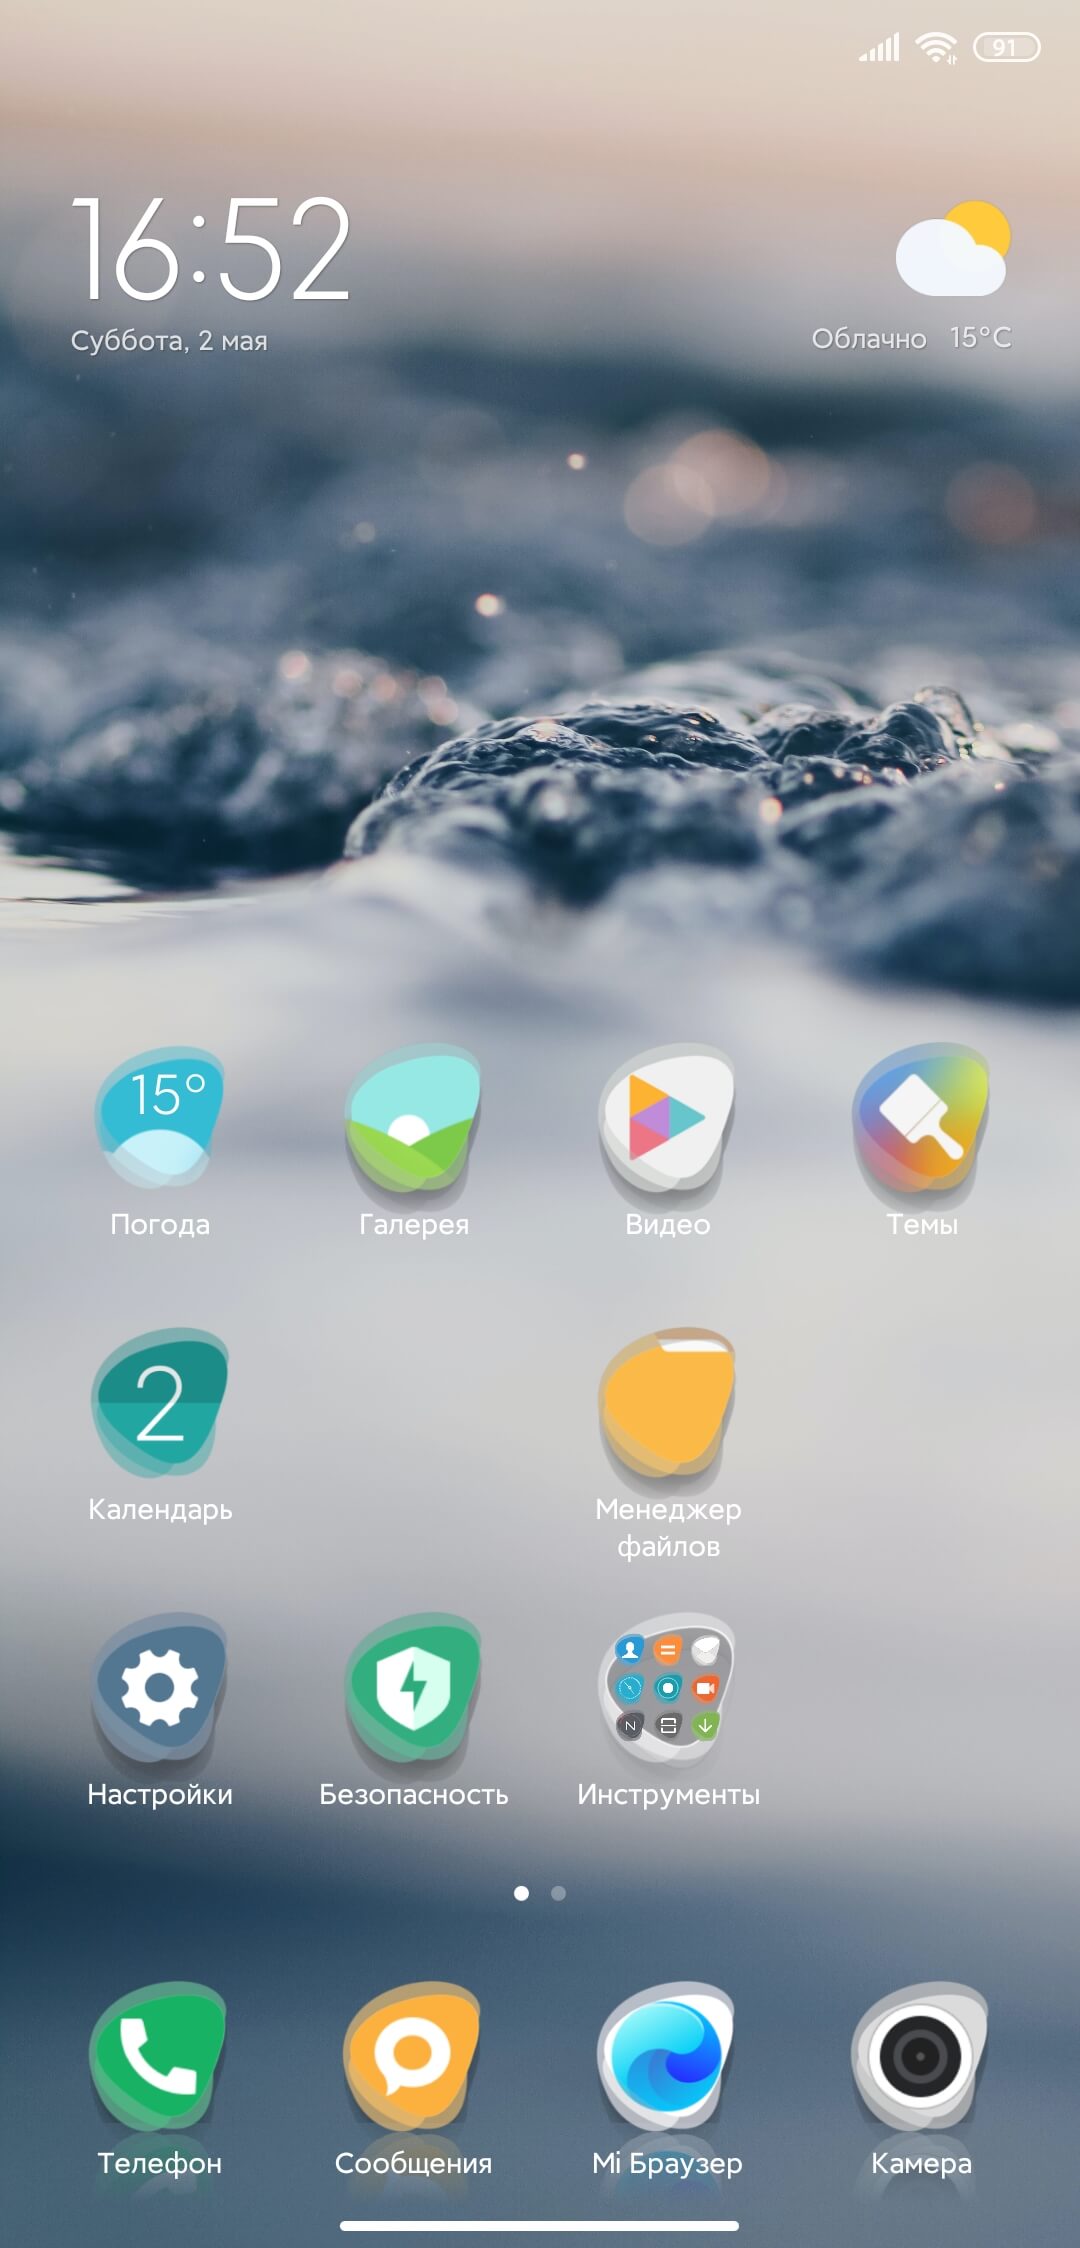 91
16:52
Суббота, 2 мая
Облачно 15°C
15°
Погода
Галерея
Видео
Темы
2
Календарь
Менеджер
файлов
N
Настройки
Безопасность
Инструменты
Телефон
Сообщения
Mi Браузер
Камера